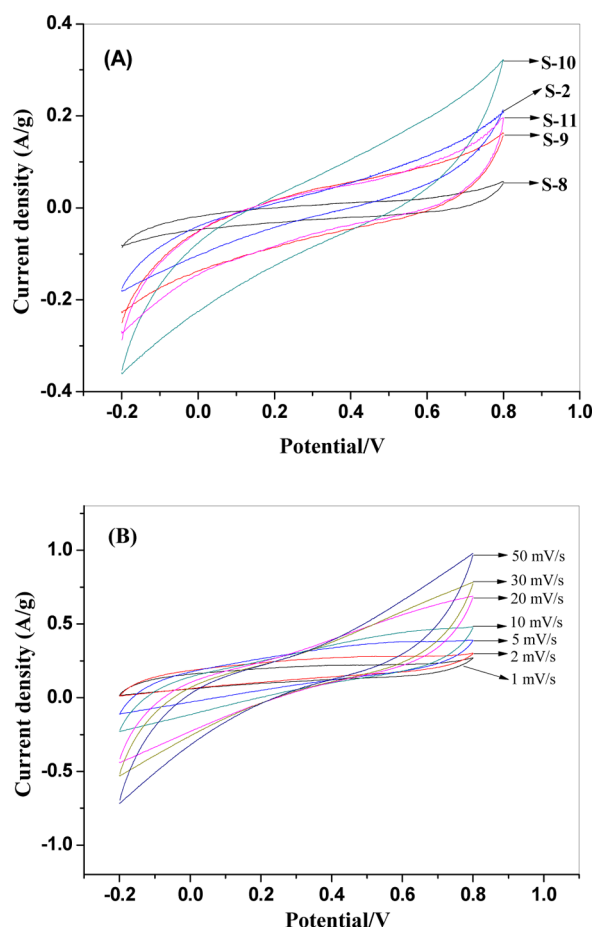 (A)
0.4
0.2
0.0
-0.2
-0.4
Current density (A/g)
S-10
S-2
S-11
S-9
S-8
-0.2 0.0 0.2 0.4 0.6 0.8 1.0
Potential/V
(B)
1.0
0.5
0.0
-0.5
-1.0
Current density (A/g)
50 mV/s
30 mV/s
20 mV/s
10 mV/s
5 mV/s
2 mV/s
1 mV/s
-0.2 0.0 0.2 0.4 0.6 0.8 1.0
Potential/V